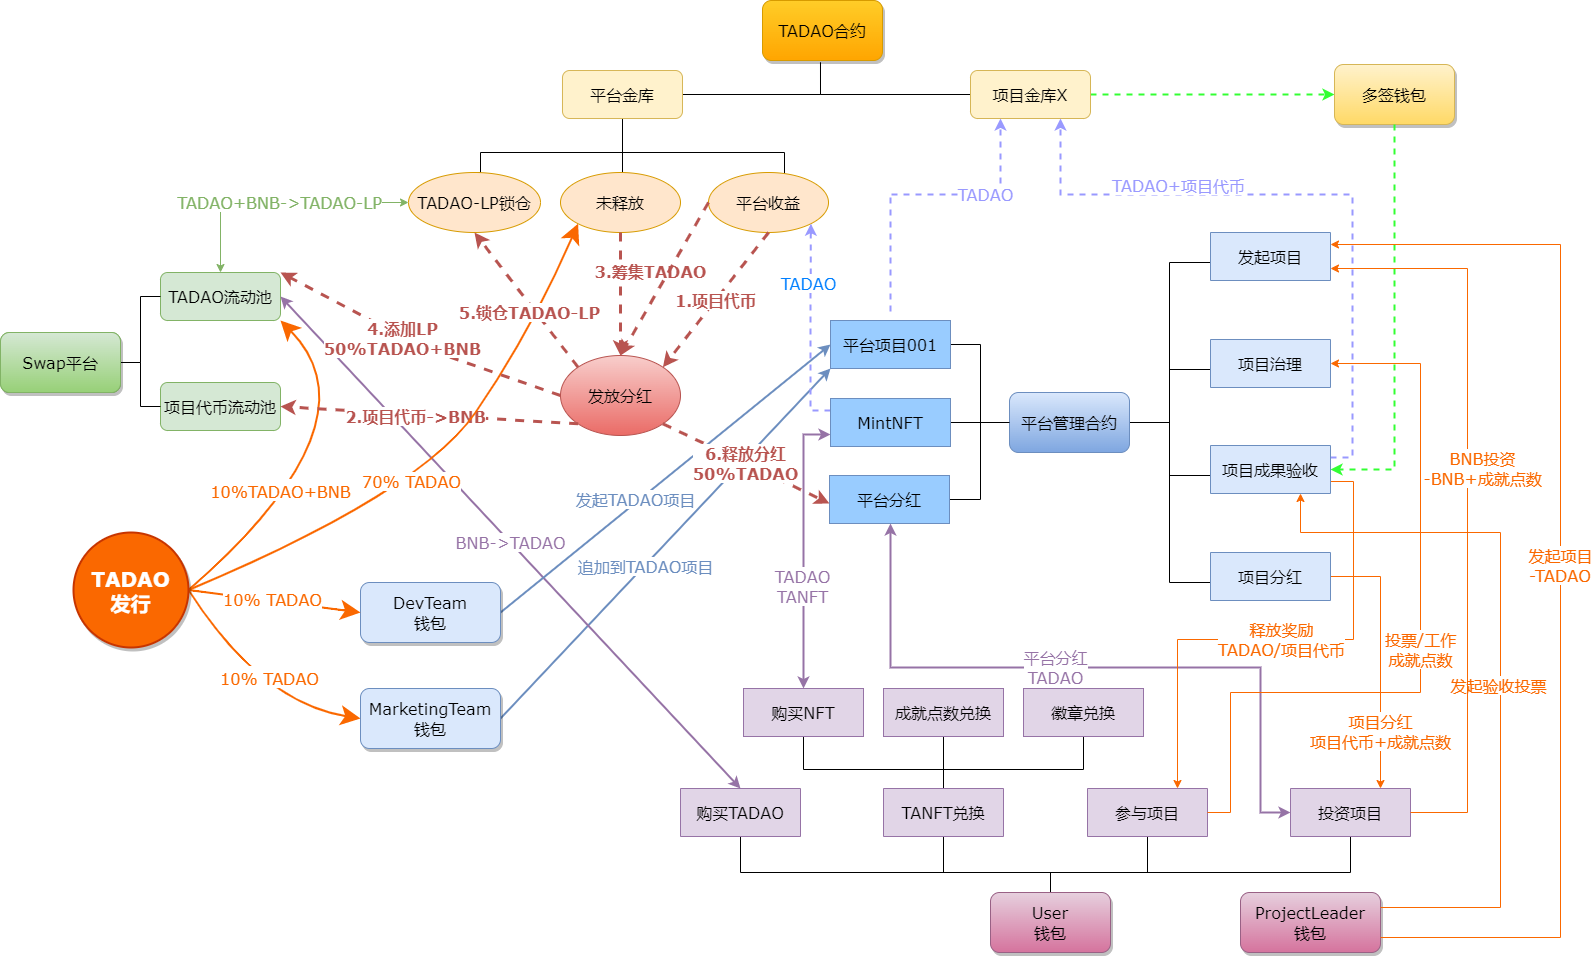 TADAO合约
平台金库
项目金库X
多签钱包
TADAO+BNB->TADAO-LP
TADAO-LP锁仓
未释放
平台收益
TADAO
TADAO+项目代币
发起项目
3.筹集TADAO
TADAO
1.项目代币
TADAO流动池
5.锁仓TADAO-LP
4.添加LP
50%TADAO+BNB
平台项目001
Swap平台
项目治理
发放分红
项目代币流动池
2.项目代币->BNB
MintNFT
平台管理合约
6.释放分红
50%TADAO
项目成果验收
BNB投资
-BNB+成就点数
70% TADAO
10%TADAO+BNB
发起TADAO项目
平台分红
BNB->TADAO
追加到TADAO项目
TADAO
TANFT
项目分红
发起项目
-TADAO
TADAO
发行
10% TADAO
DevTeam
钱包
释放奖励
TADAO/项目代币
投票/工作
成就点数
平台分红
TADAO
10% TADAO
发起验收投票
MarketingTeam
钱包
购买NFT
成就点数兑换
徽章兑换
项目分红
项目代币+成就点数
购买TADAO
TANFT兑换
参与项目
投资项目
User
钱包
ProjectLeader
钱包